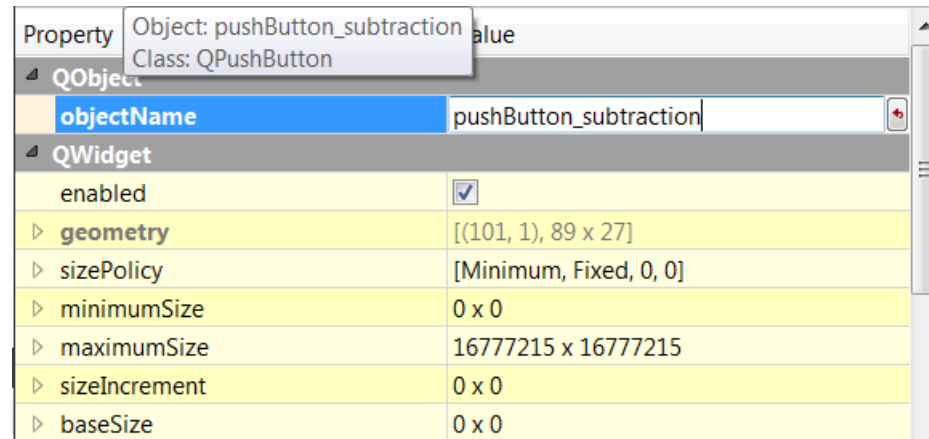 Property alue
Object: pushButton_subtraction
Class: QPushButton
QObject
objectName pushButton_subtraction
QWidget
enabled
geometry [(101, 1), 89 x 27]
sizePolicy [Minimum, Fixed, 0, 0]
minimumSize 0 x 0
maximumSize 16777215 x 16777215
sizeIncrement 0 x 0
baseSize 0 x 0